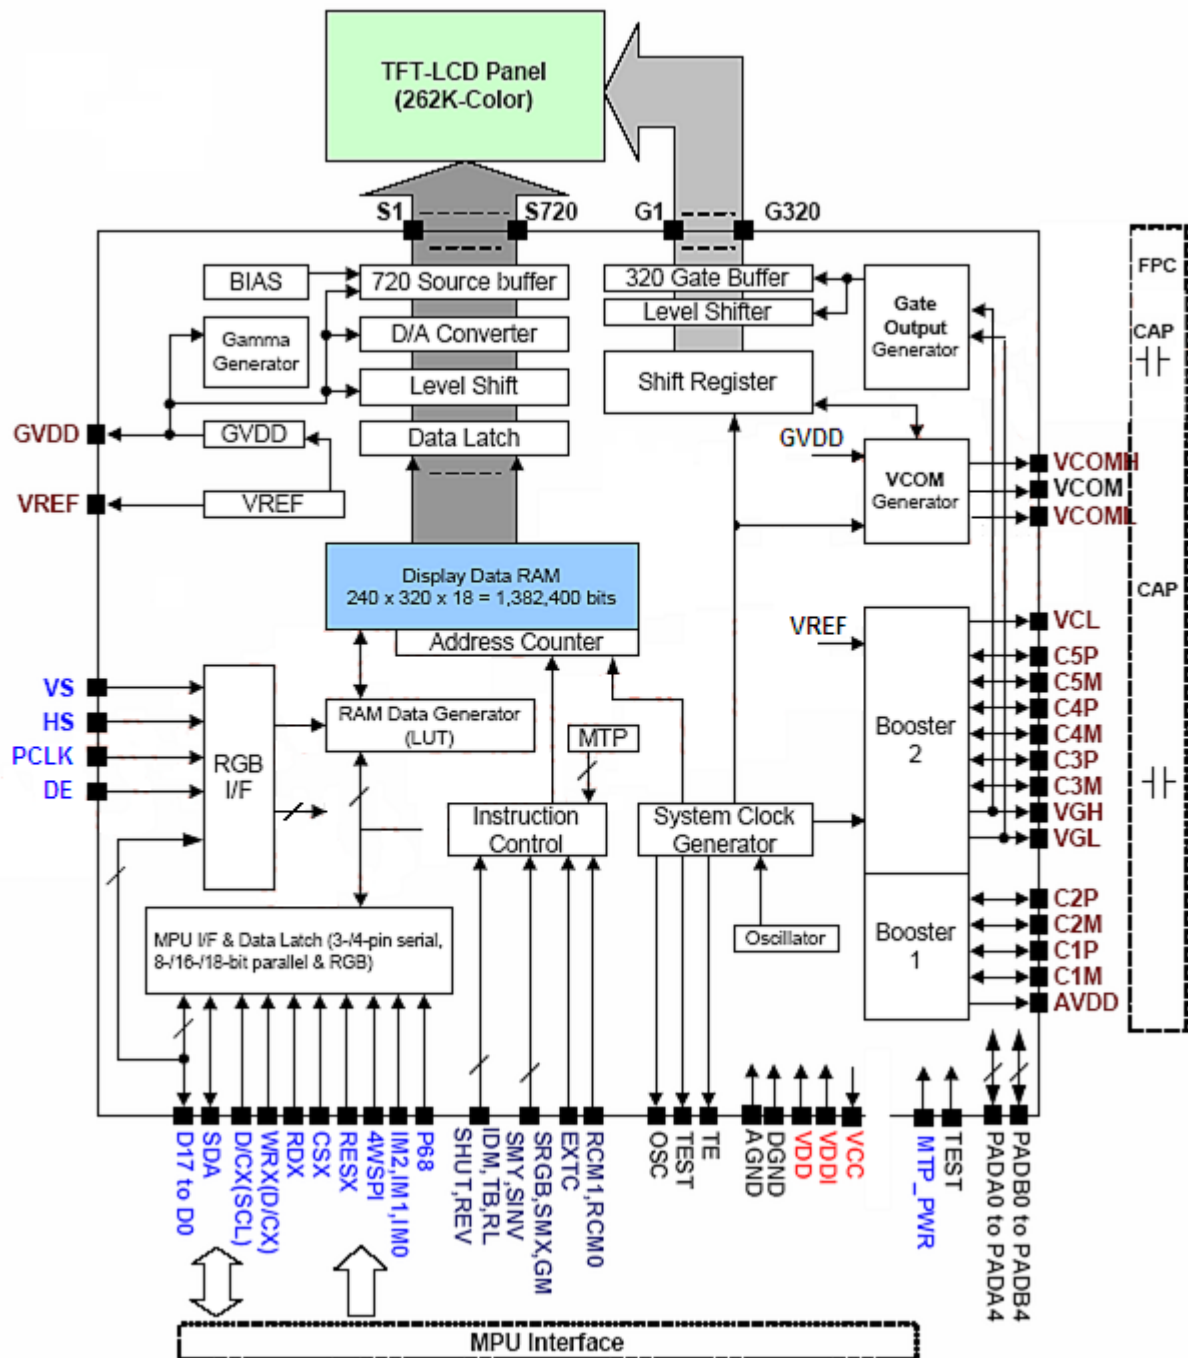 TFT-LCD Panel
(262K-Color)
S1
S720
G1
G320
BIAS
720 Source buffer
320 Gate Buffer
Level Shifter
Gate
Output
Generator
FPC
CAP
Gamma
Generator
D/A Converter
Level Shift
Shift Register
GVDD
GVDD
Data Latch
GVDD
VREF
VREF
VCOM
Generator
VCOMH
VCOM
VCOML
Display Data RAM
240 x 320 x 18 = 1,382,400 bits
Address Counter
VREF
CAP
VCL
C5P
C5M
C4P
C4M
C3P
C3M
VGH
VGL
VS
HS
PCLK
DE
RGB
I/F
RAM Data Generator
(LUT)
MTP
Booster
2
Instruction
Control
System Clock
Generator
MPU I/F & Data Latch (3-/4-pin serial,
8-/16-/18-bit parallel & RGB)
Oscillator
Booster
1
C2P
C2M
C1P
C1M
AVDD
D17 to D0
SDA
D/CX(SCL)
WRX(D/CX)
RDX
CSX
RESX
4WSPI
IM2,IM1,IM0
P68
SHUT,REV
IDM,TB,RL
SMY,SINV
SRGB,SMX,GM
EXTC
RCM1,RCM0
OSC
TEST
TE
AGND
DGND
VDD
VDDI
VCC
MTP_PWR
TEST
PADA0 to PADA4
PADB0 to PADB4
MPU Interface